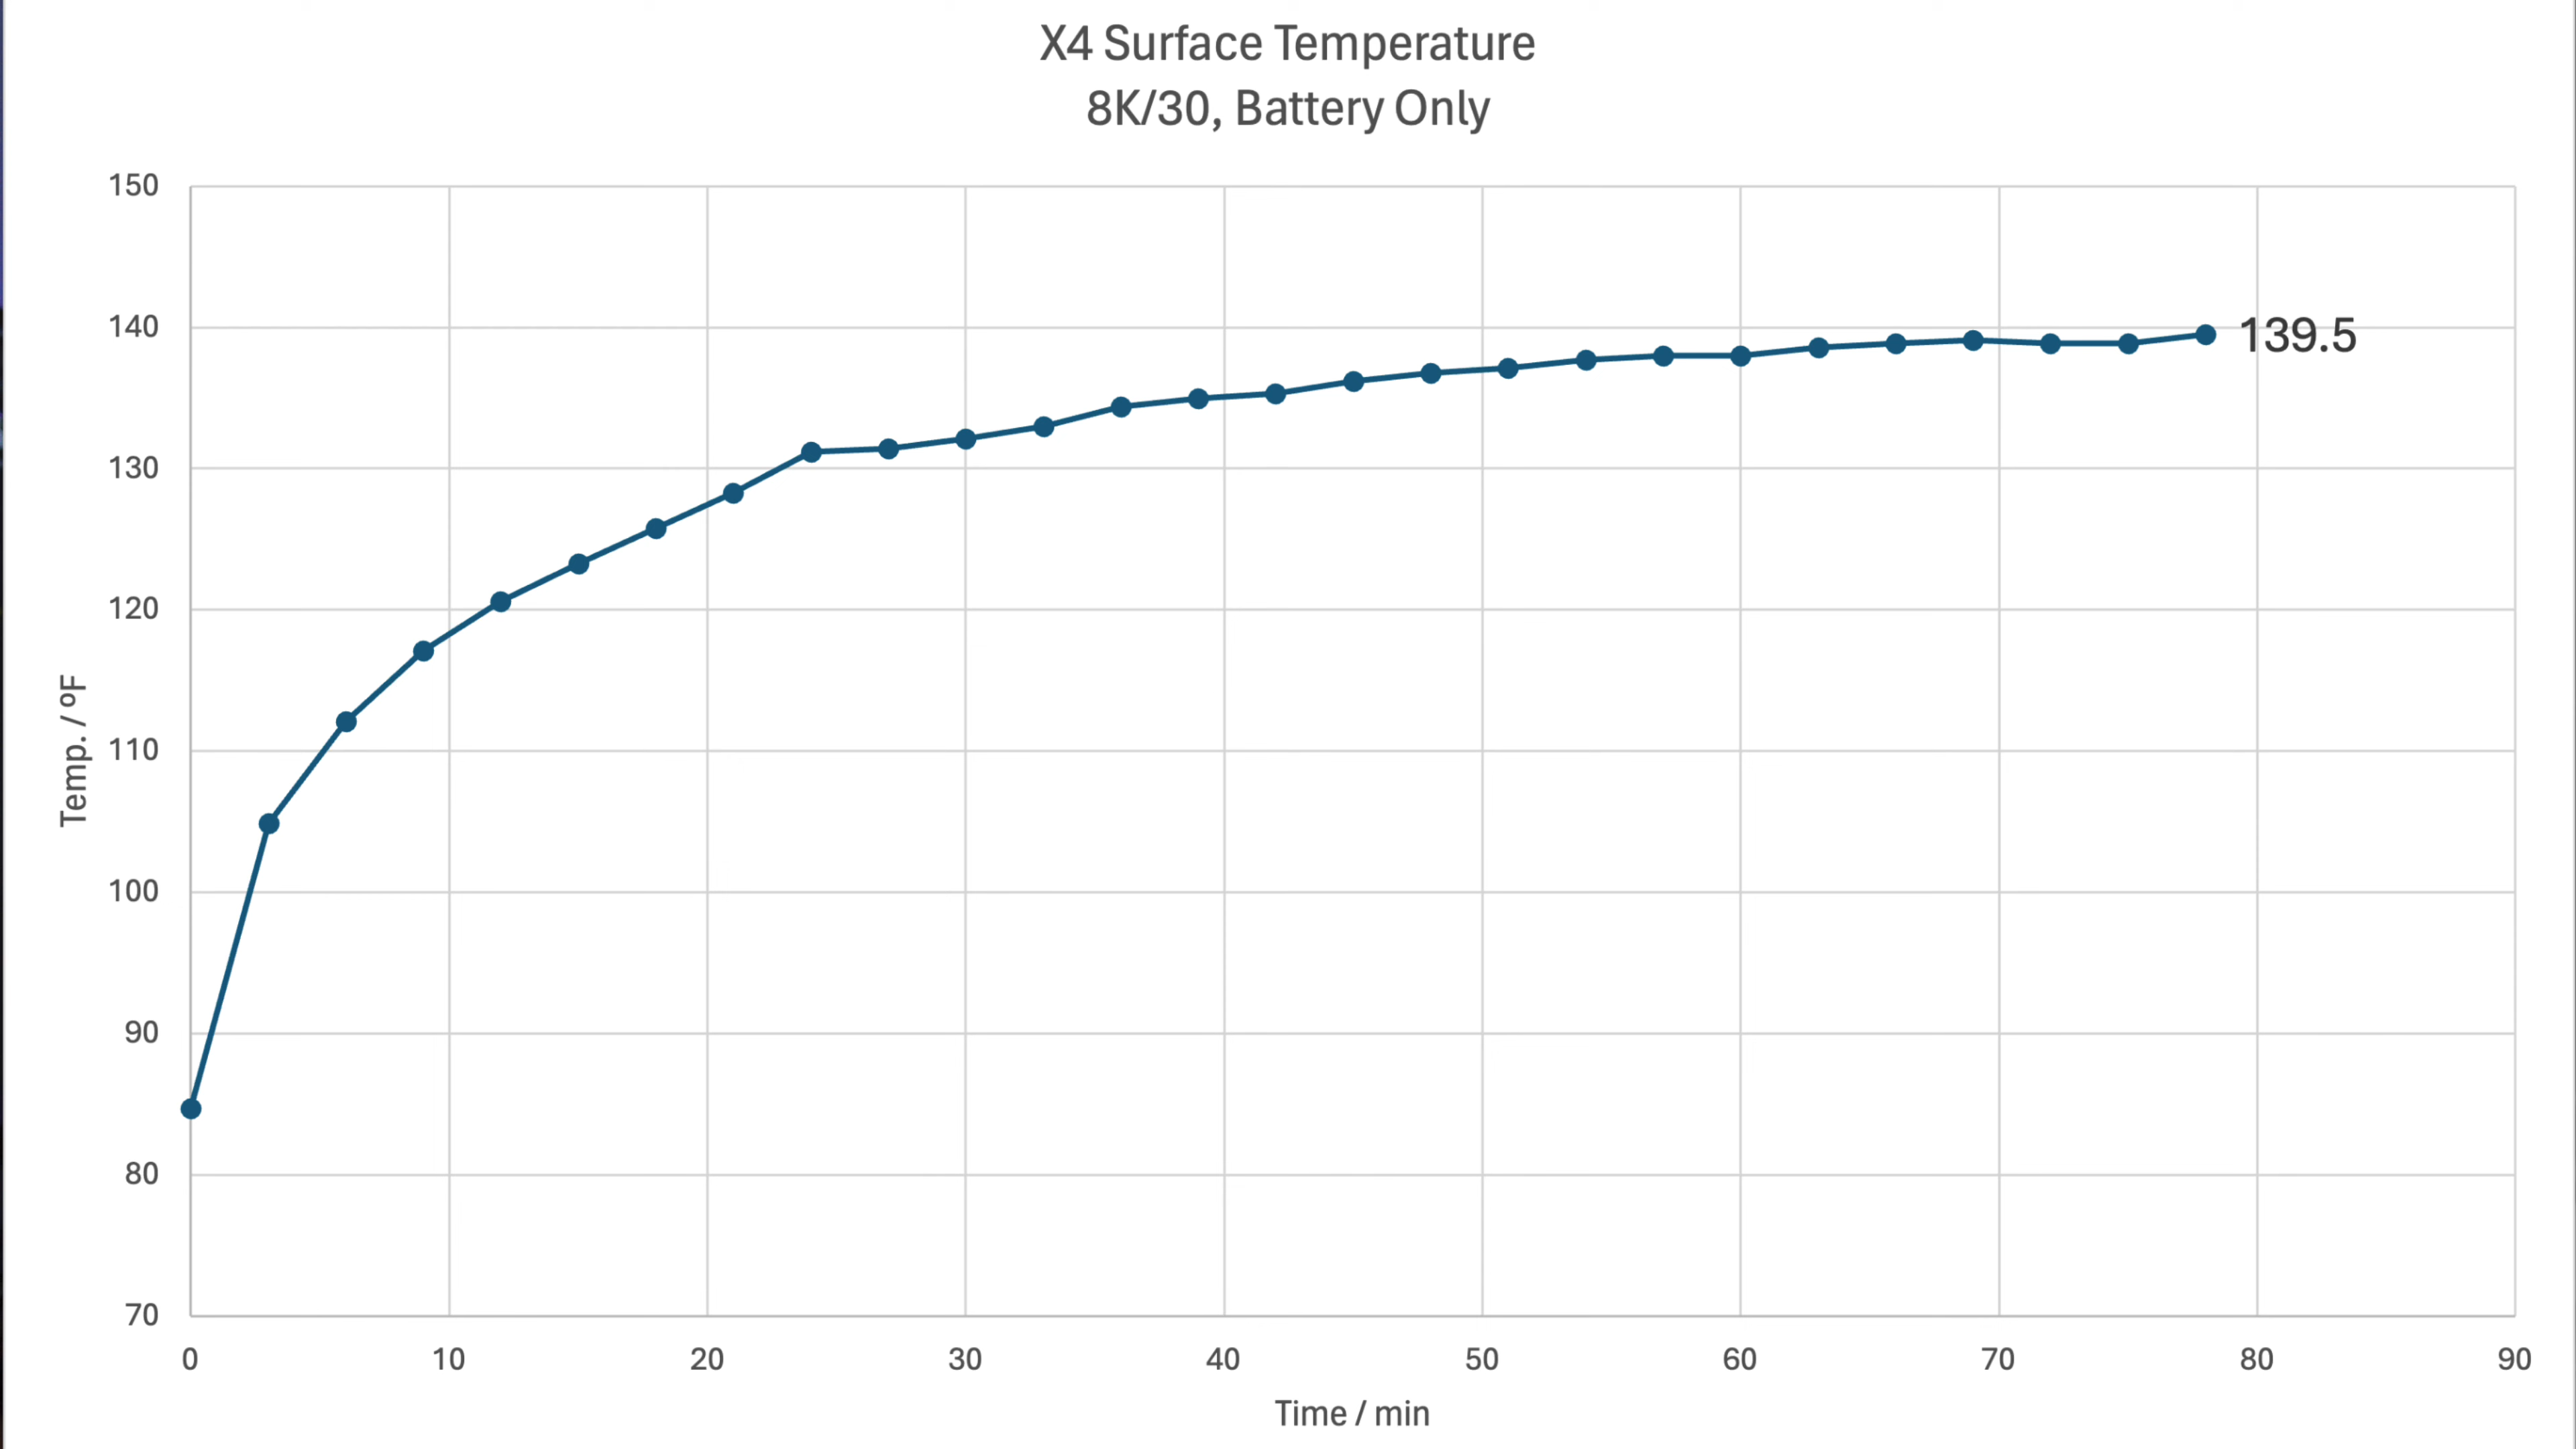 X4 Surface Temperature
8K/30, Battery Only
150
140
130
120
110
100
90
80
70
Temp. / ºF
139.5
0 10 20 30 40 50 60 70 80 90
Time / min